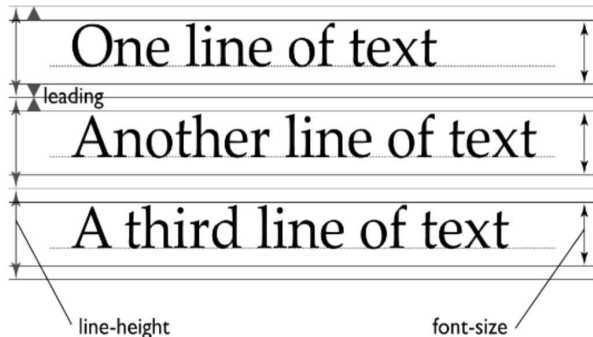 One line of text
leading
Another line of text
A third line of text
line-height
font-size